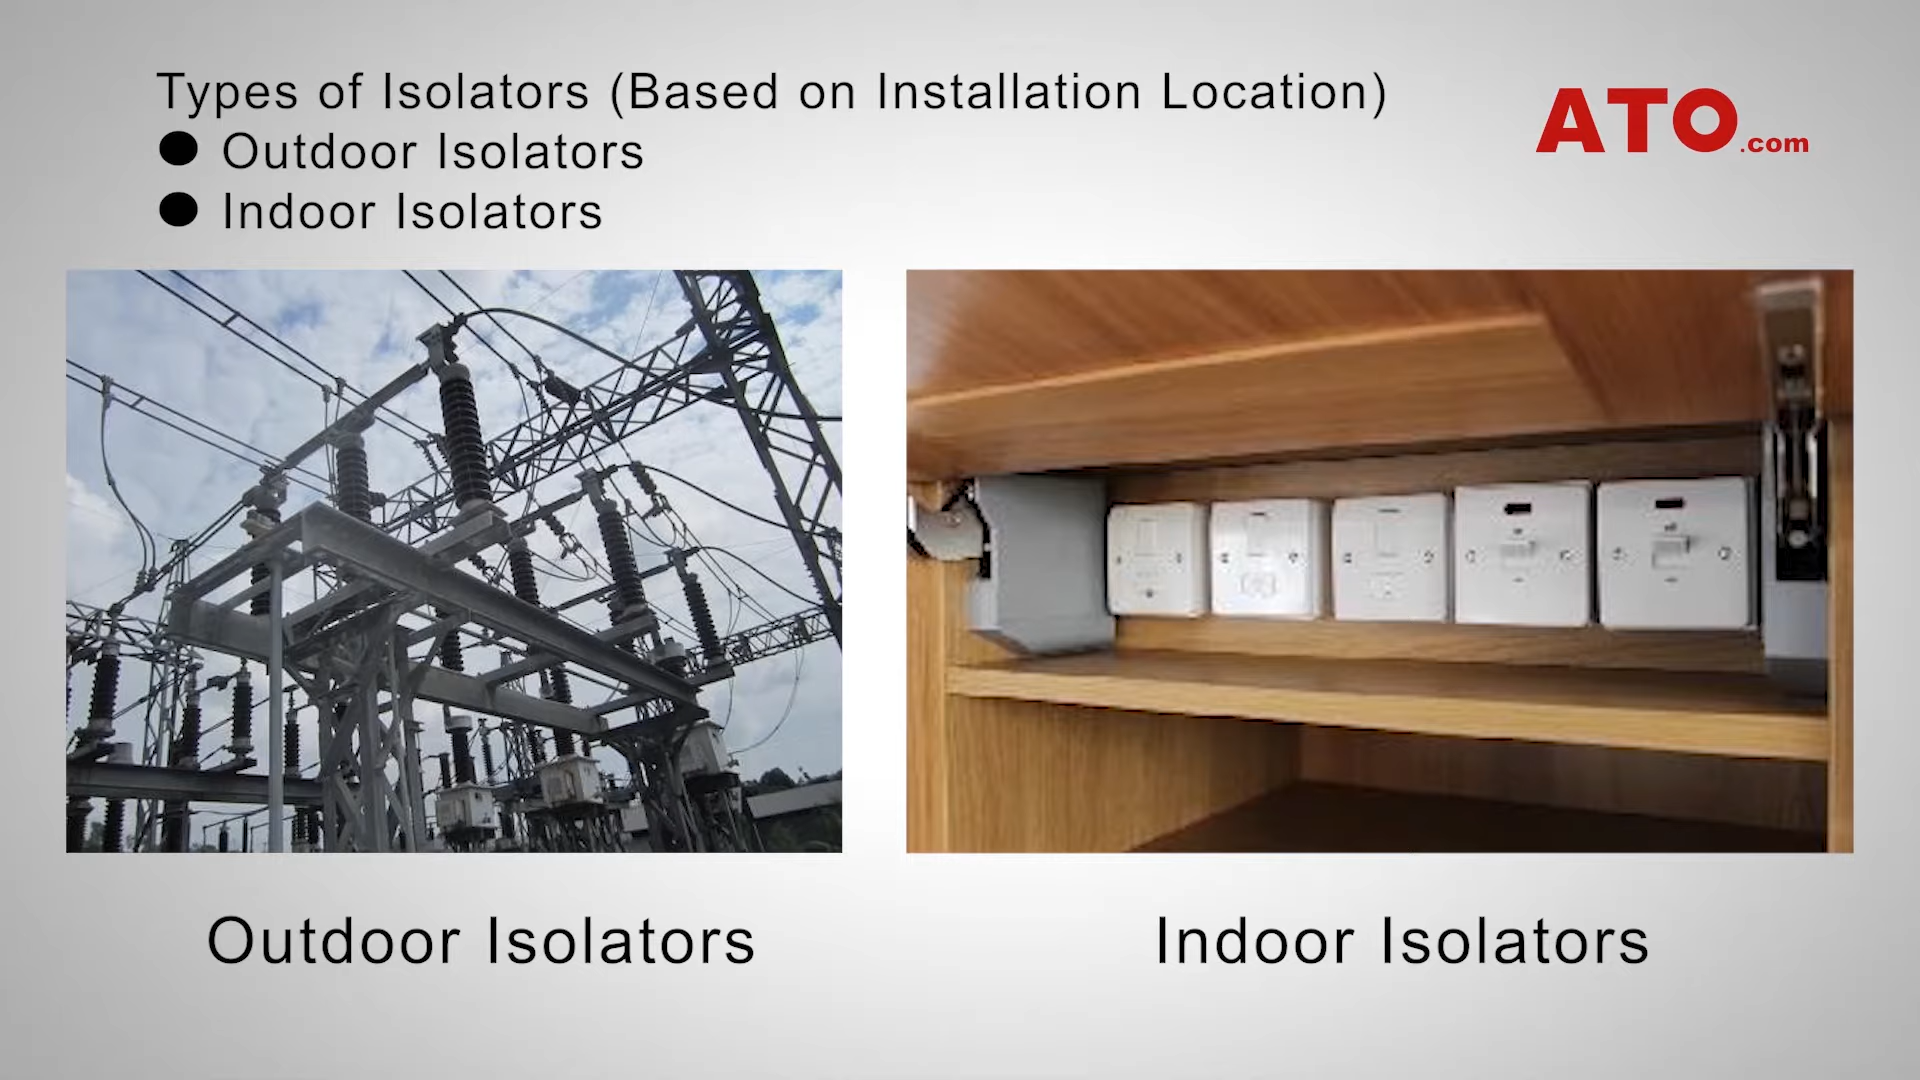 Types of Isolators (Based on Installation Location)
● Outdoor Isolators
● Indoor Isolators
ATO.com
Outdoor Isolators
Indoor Isolators